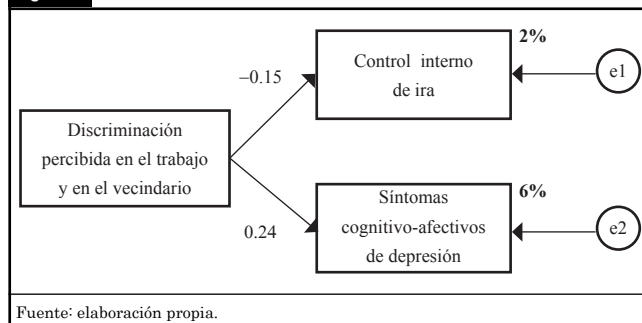 2%
Control interno
de ira
e1
−0.15
Discriminación
percibida en el trabajo
y en el vecindario
6%
Síntomas
cognitivo-afectivos
de depresión
e2
0.24
Fuente: elaboración propia.